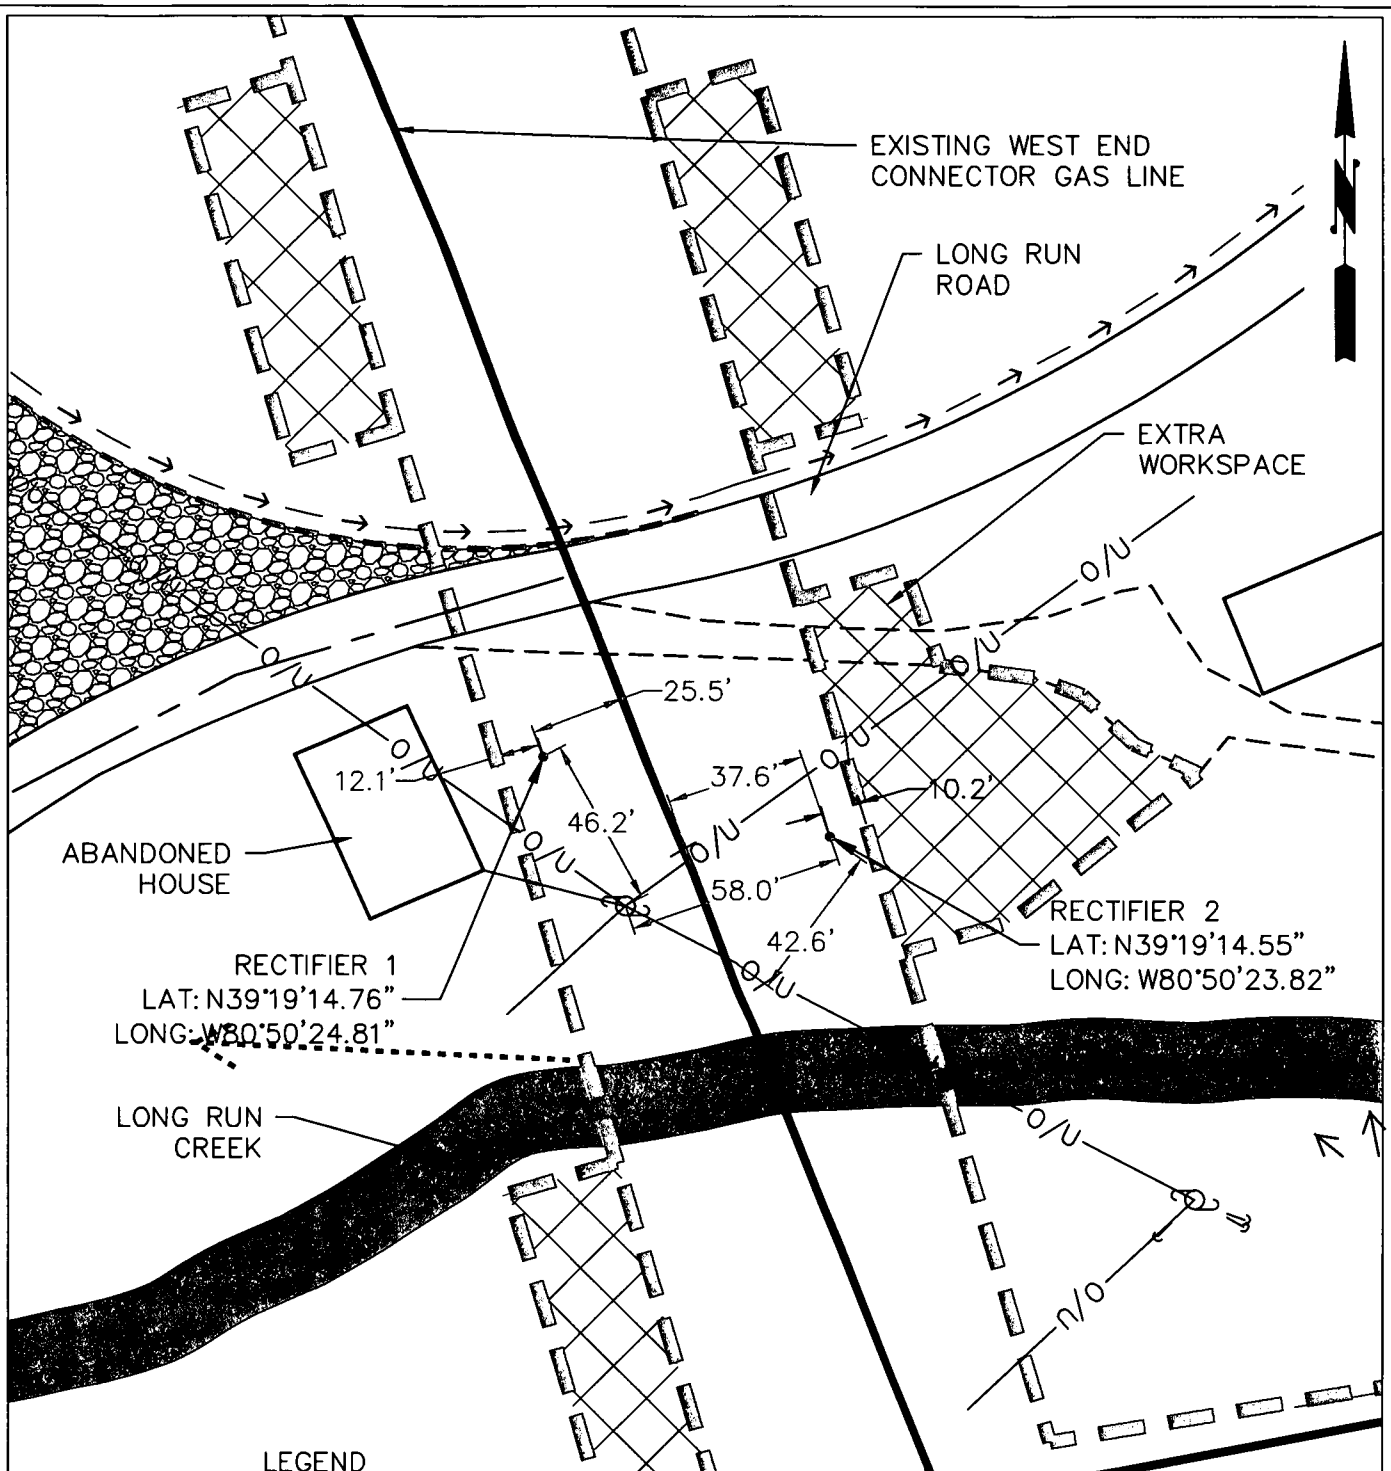 EXISTING WEST END
CONNECTOR GAS LINE
N
LONG RUN
ROAD
EXTRA
WORKSPACE
O/U
O/U
O/U
25.5'
O/U
O/U
12.1'
37.6'
10.2'
46.2'
O/U
O/U
ABANDONED
HOUSE
58.0'
42.6'
RECTIFIER 2
LAT: N39°19'14.55"
LONG: W80°50'23.82"
RECTIFIER 1
LAT: N39°19'14.76"
LONG: W80°50'24.81"
O/U
LONG RUN
CREEK
O/U
O/U
LEGEND